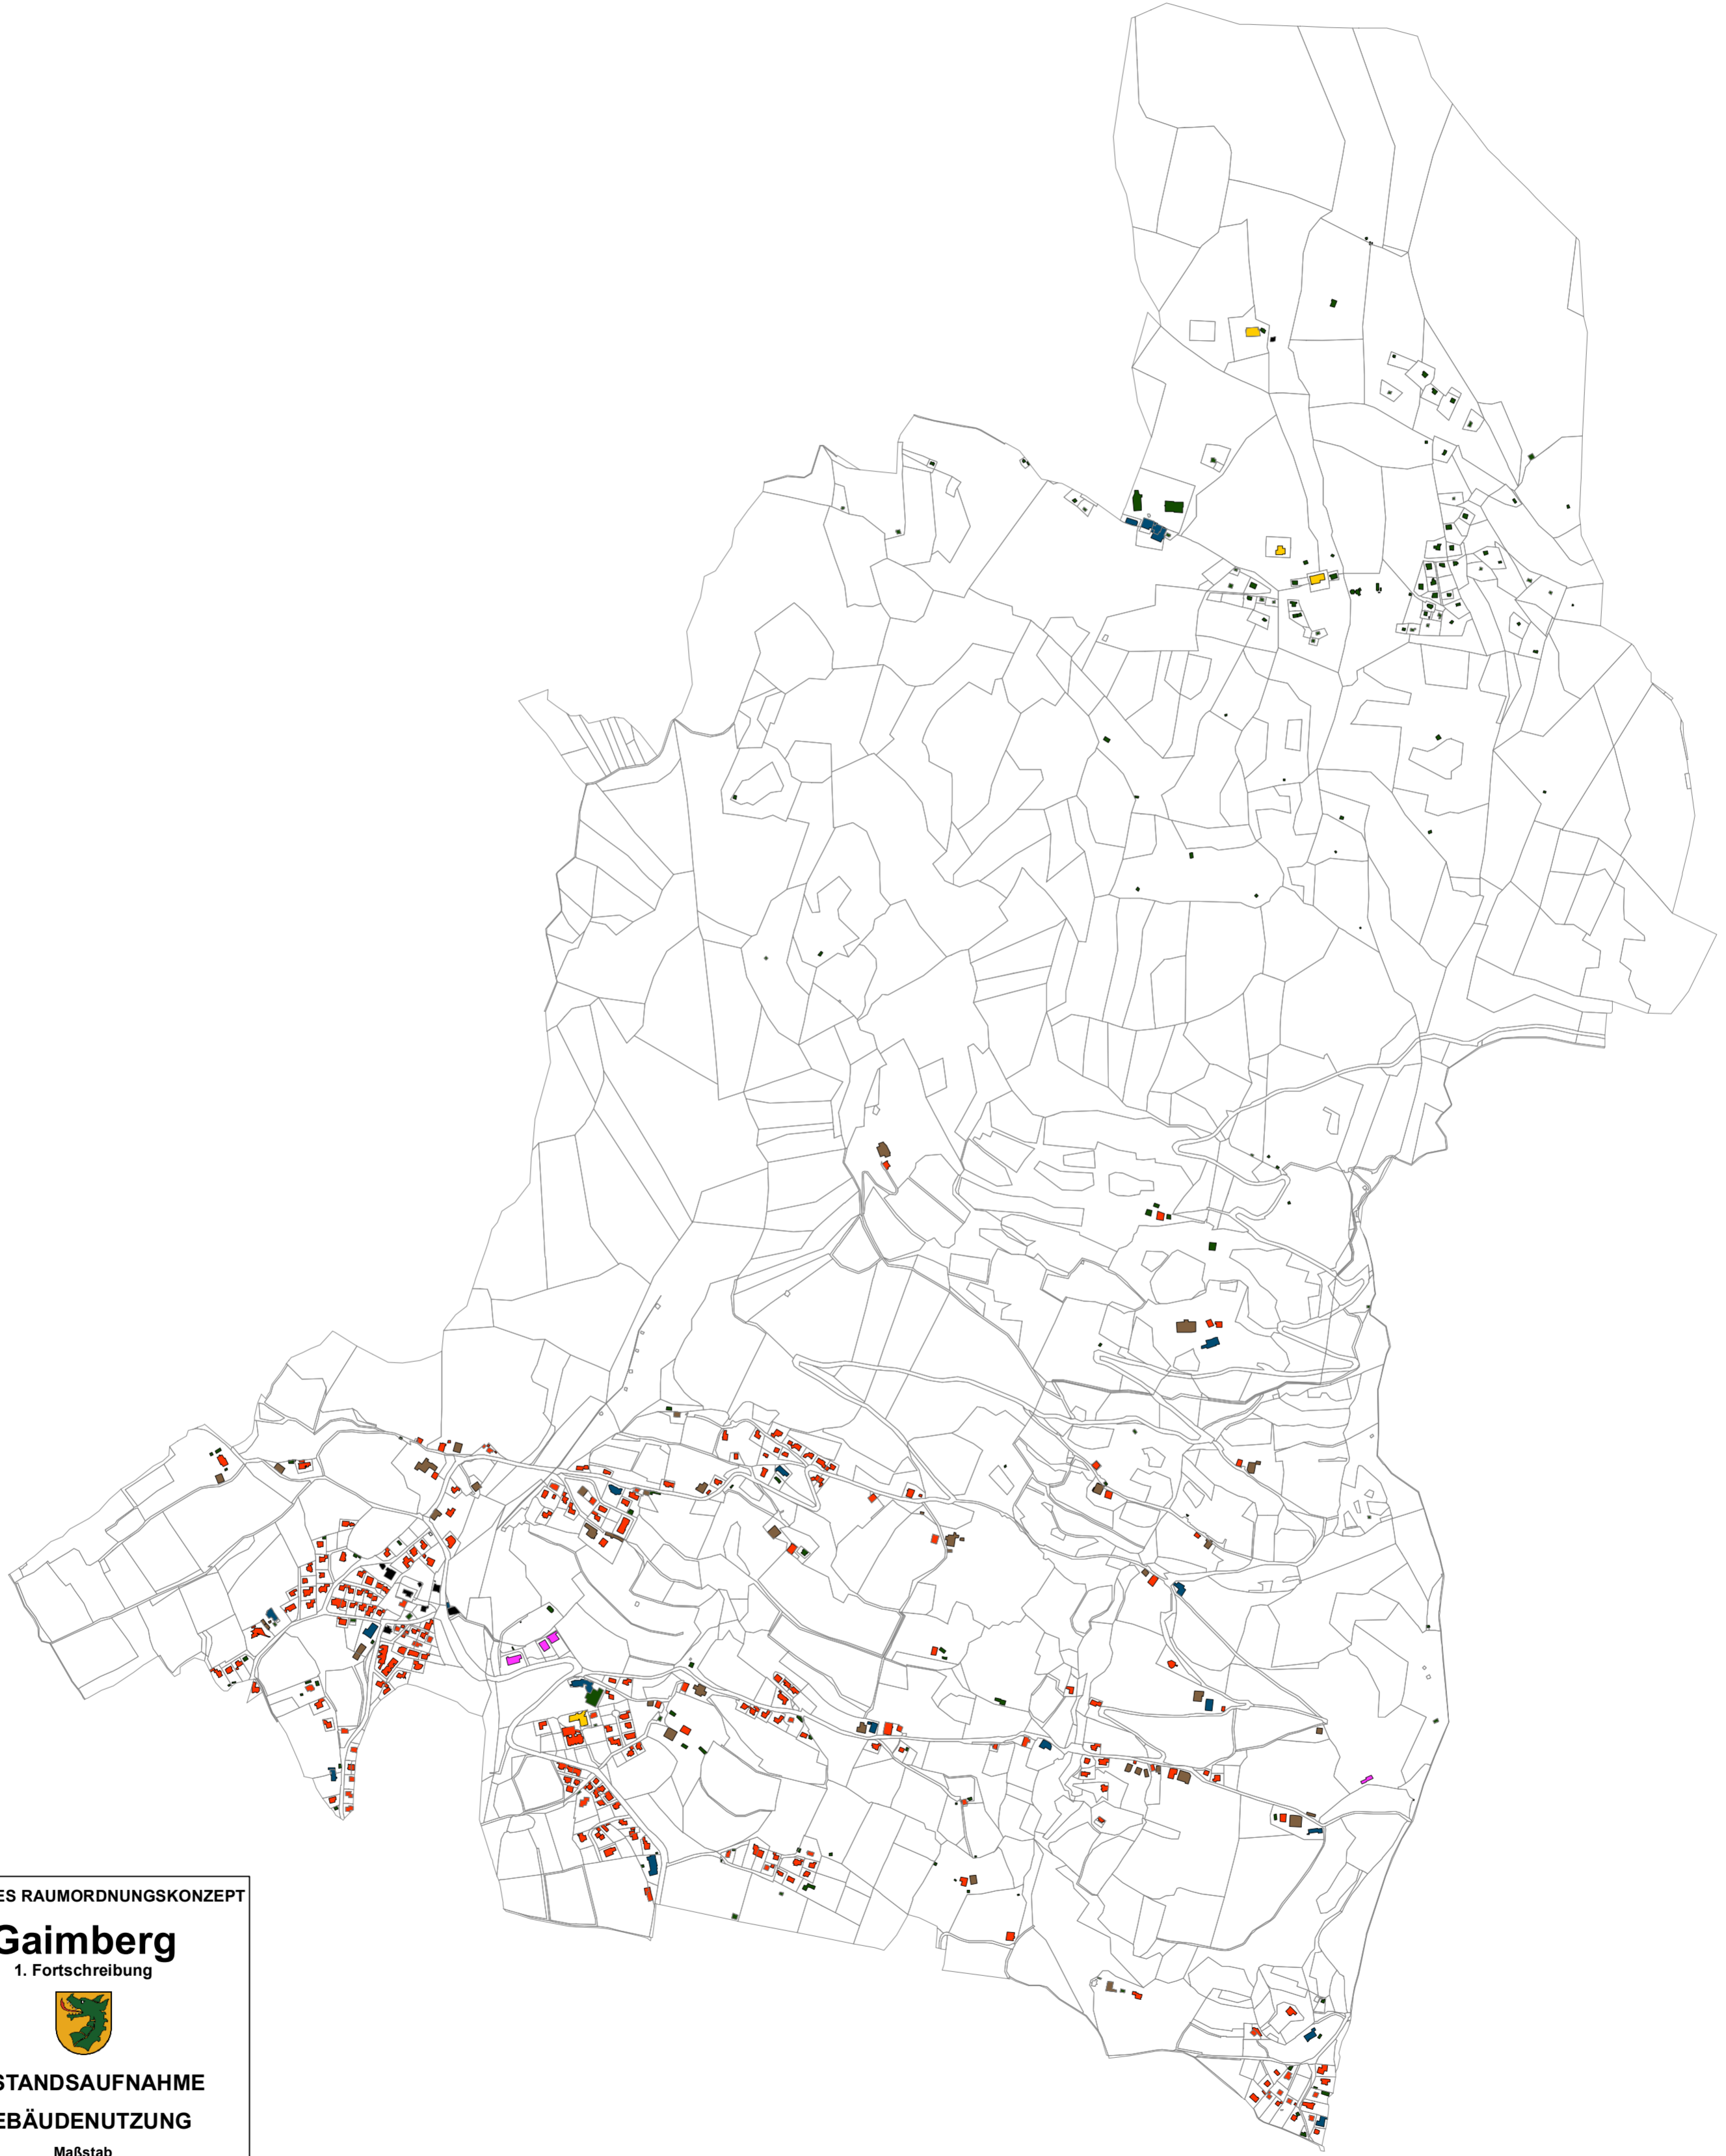 ES RAUMORDNUNGSKONZEPT
Gaimberg
1. Fortschreibung
STANDSAUFNAHME
EBÄUDENUTZUNG
Maßstab